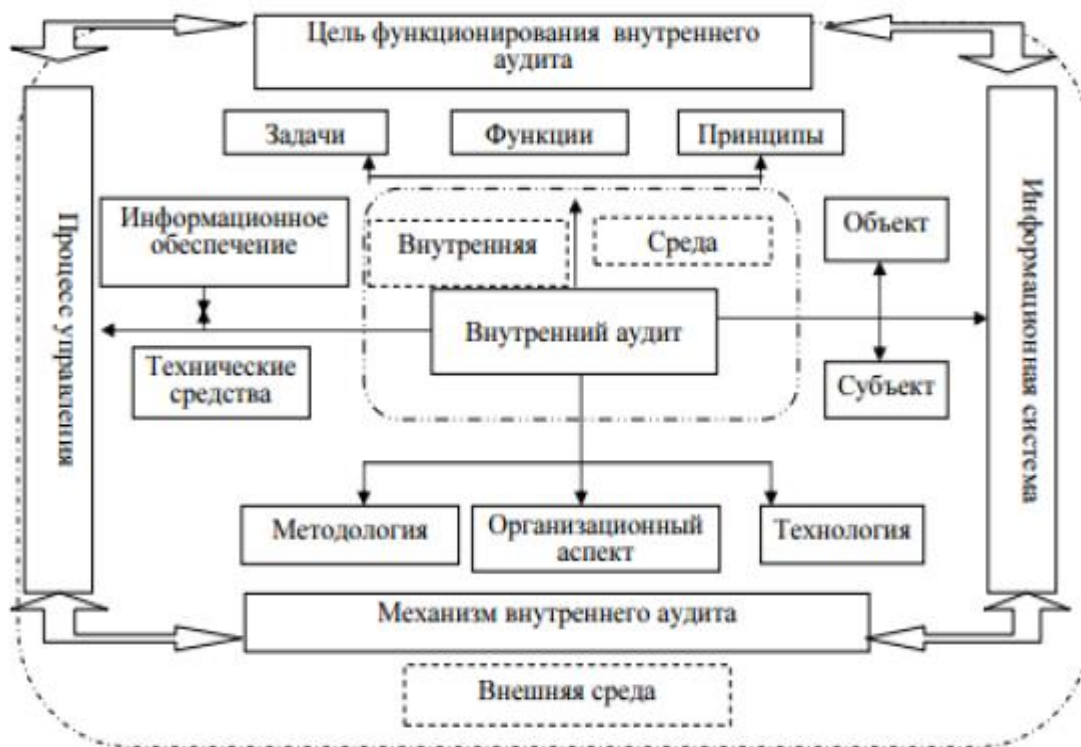 Цель функционирования внутреннего
аудита
Задачи
Функции
Принципы
Процесс управления
Информационное
обеспечение
Внутренняя
Среда
Объект
Информационная система
Внутренний аудит
Технические
средства
Субъект
Методология
Организационный
аспект
Технология
Механизм внутреннего аудита
Внешняя среда